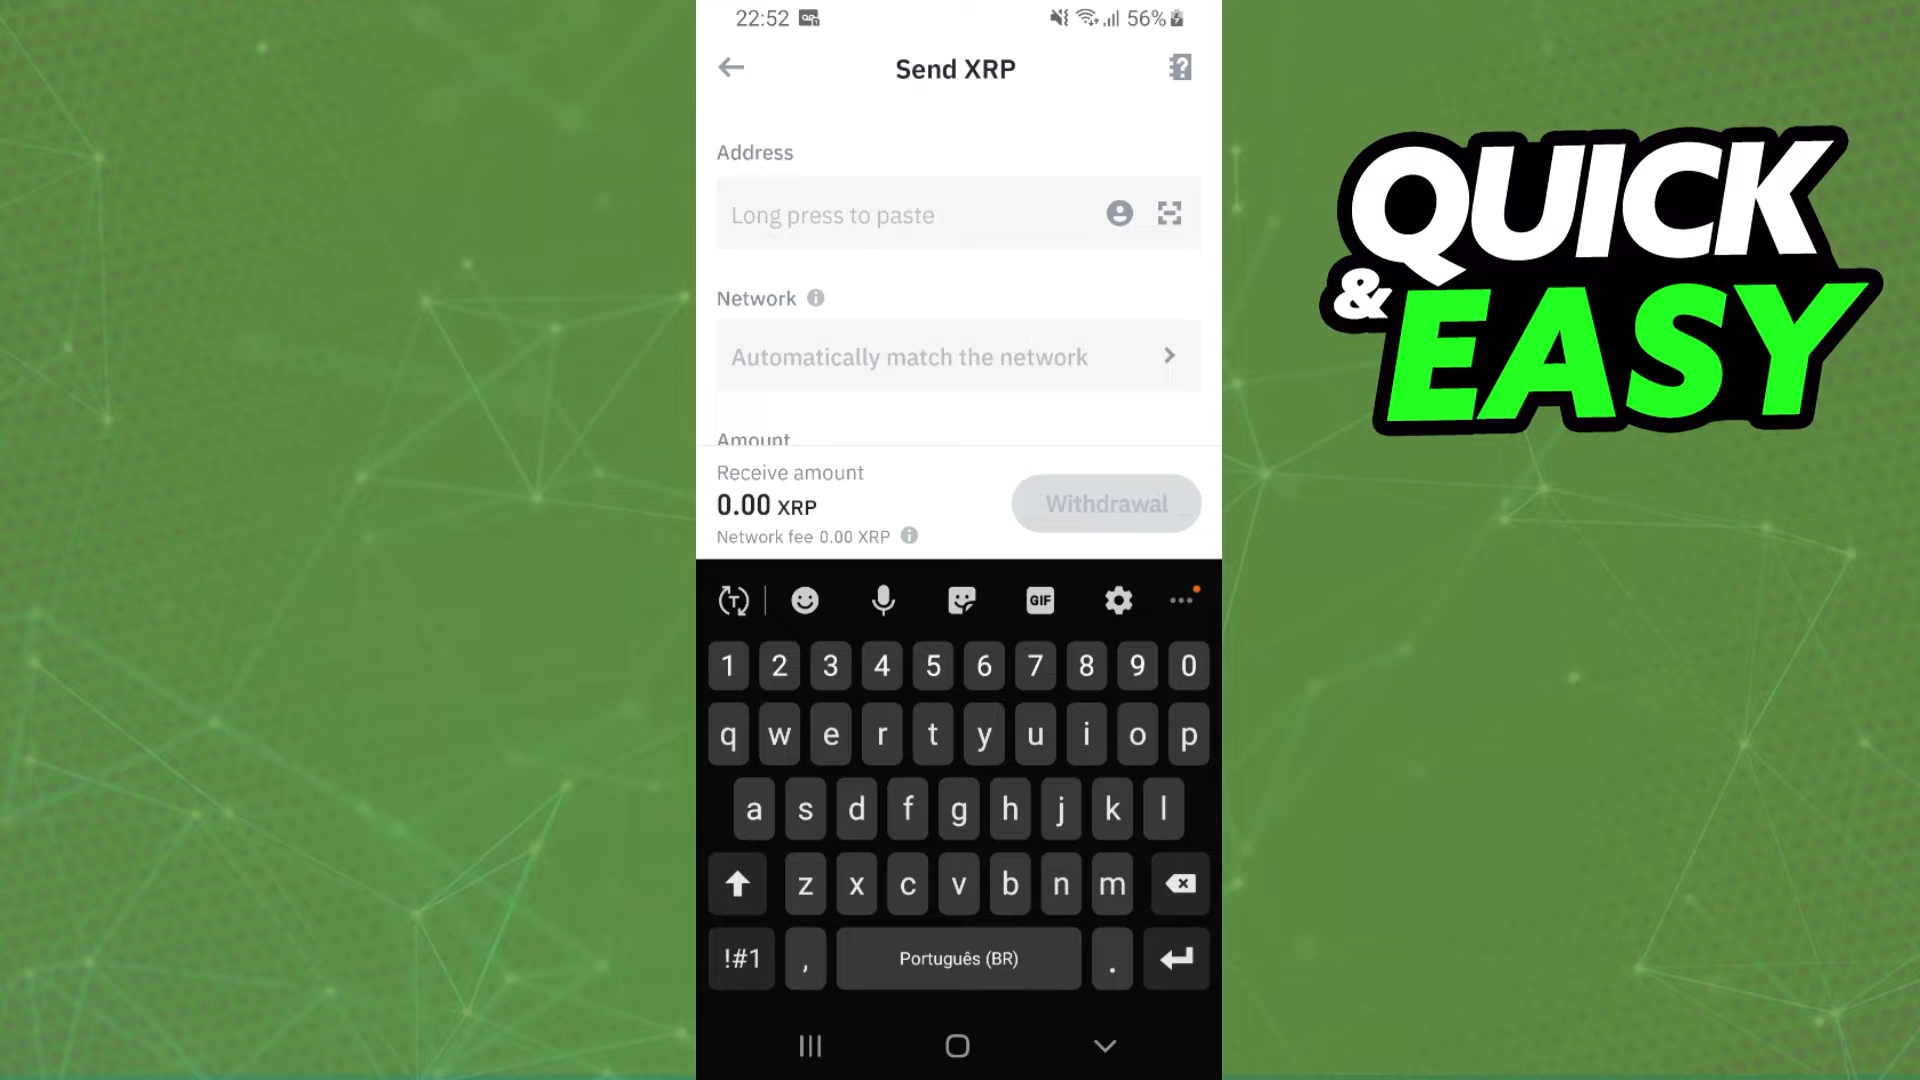 22:52
56%
Send XRP
Address
Long press to paste
Network
Automatically match the network
Amount
Receive amount
0.00 XRP
Withdrawal
Network fee 0.00 XRP
GIF
1 2 3 4 5 6 7 8 9 0
q w e r t y u i o p
a s d f g h j k l
z x c v b n m
!#1 , Português (BR) .
QUICK
& EASY